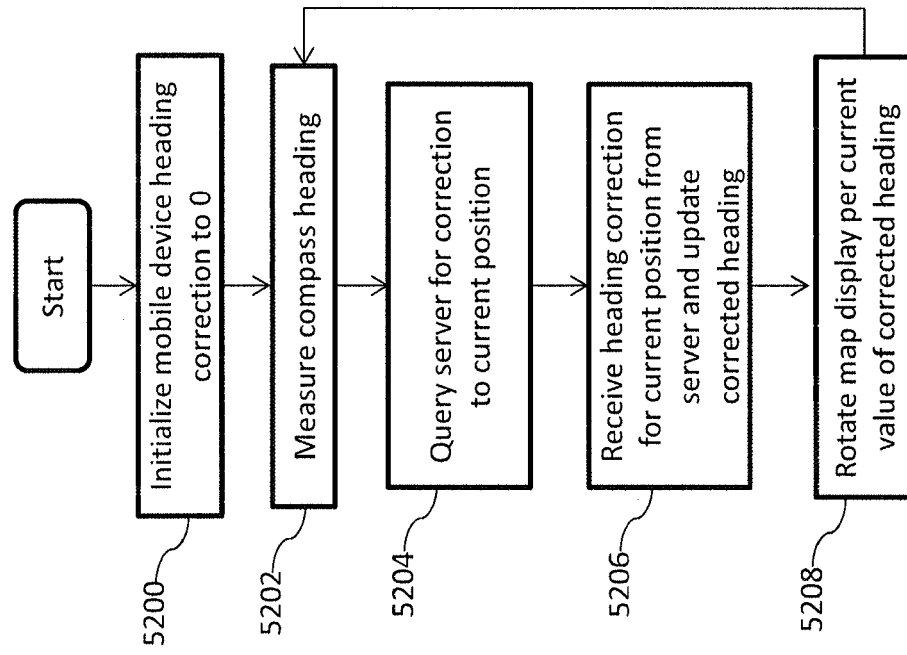 Start
5200
Initialize mobile device heading
correction to 0
5202
Measure compass heading
5204
Query server for correction
to current position
5206
Receive heading correction
for current position from
server and update
corrected heading
5208
Rotate map display per current
value of corrected heading